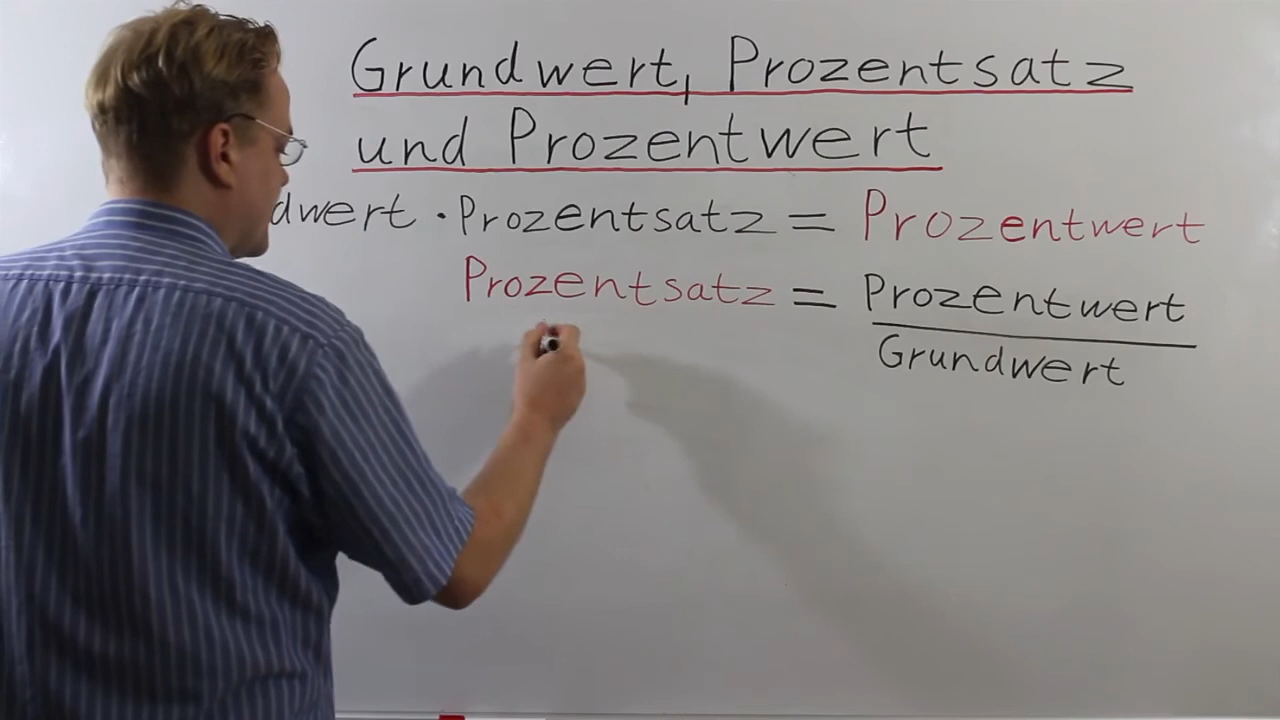 Grundwert, Prozentsatz
und Prozentwert
dwert · Prozentsatz = Prozentwert
Prozentsatz = Prozentwert
Grundwert